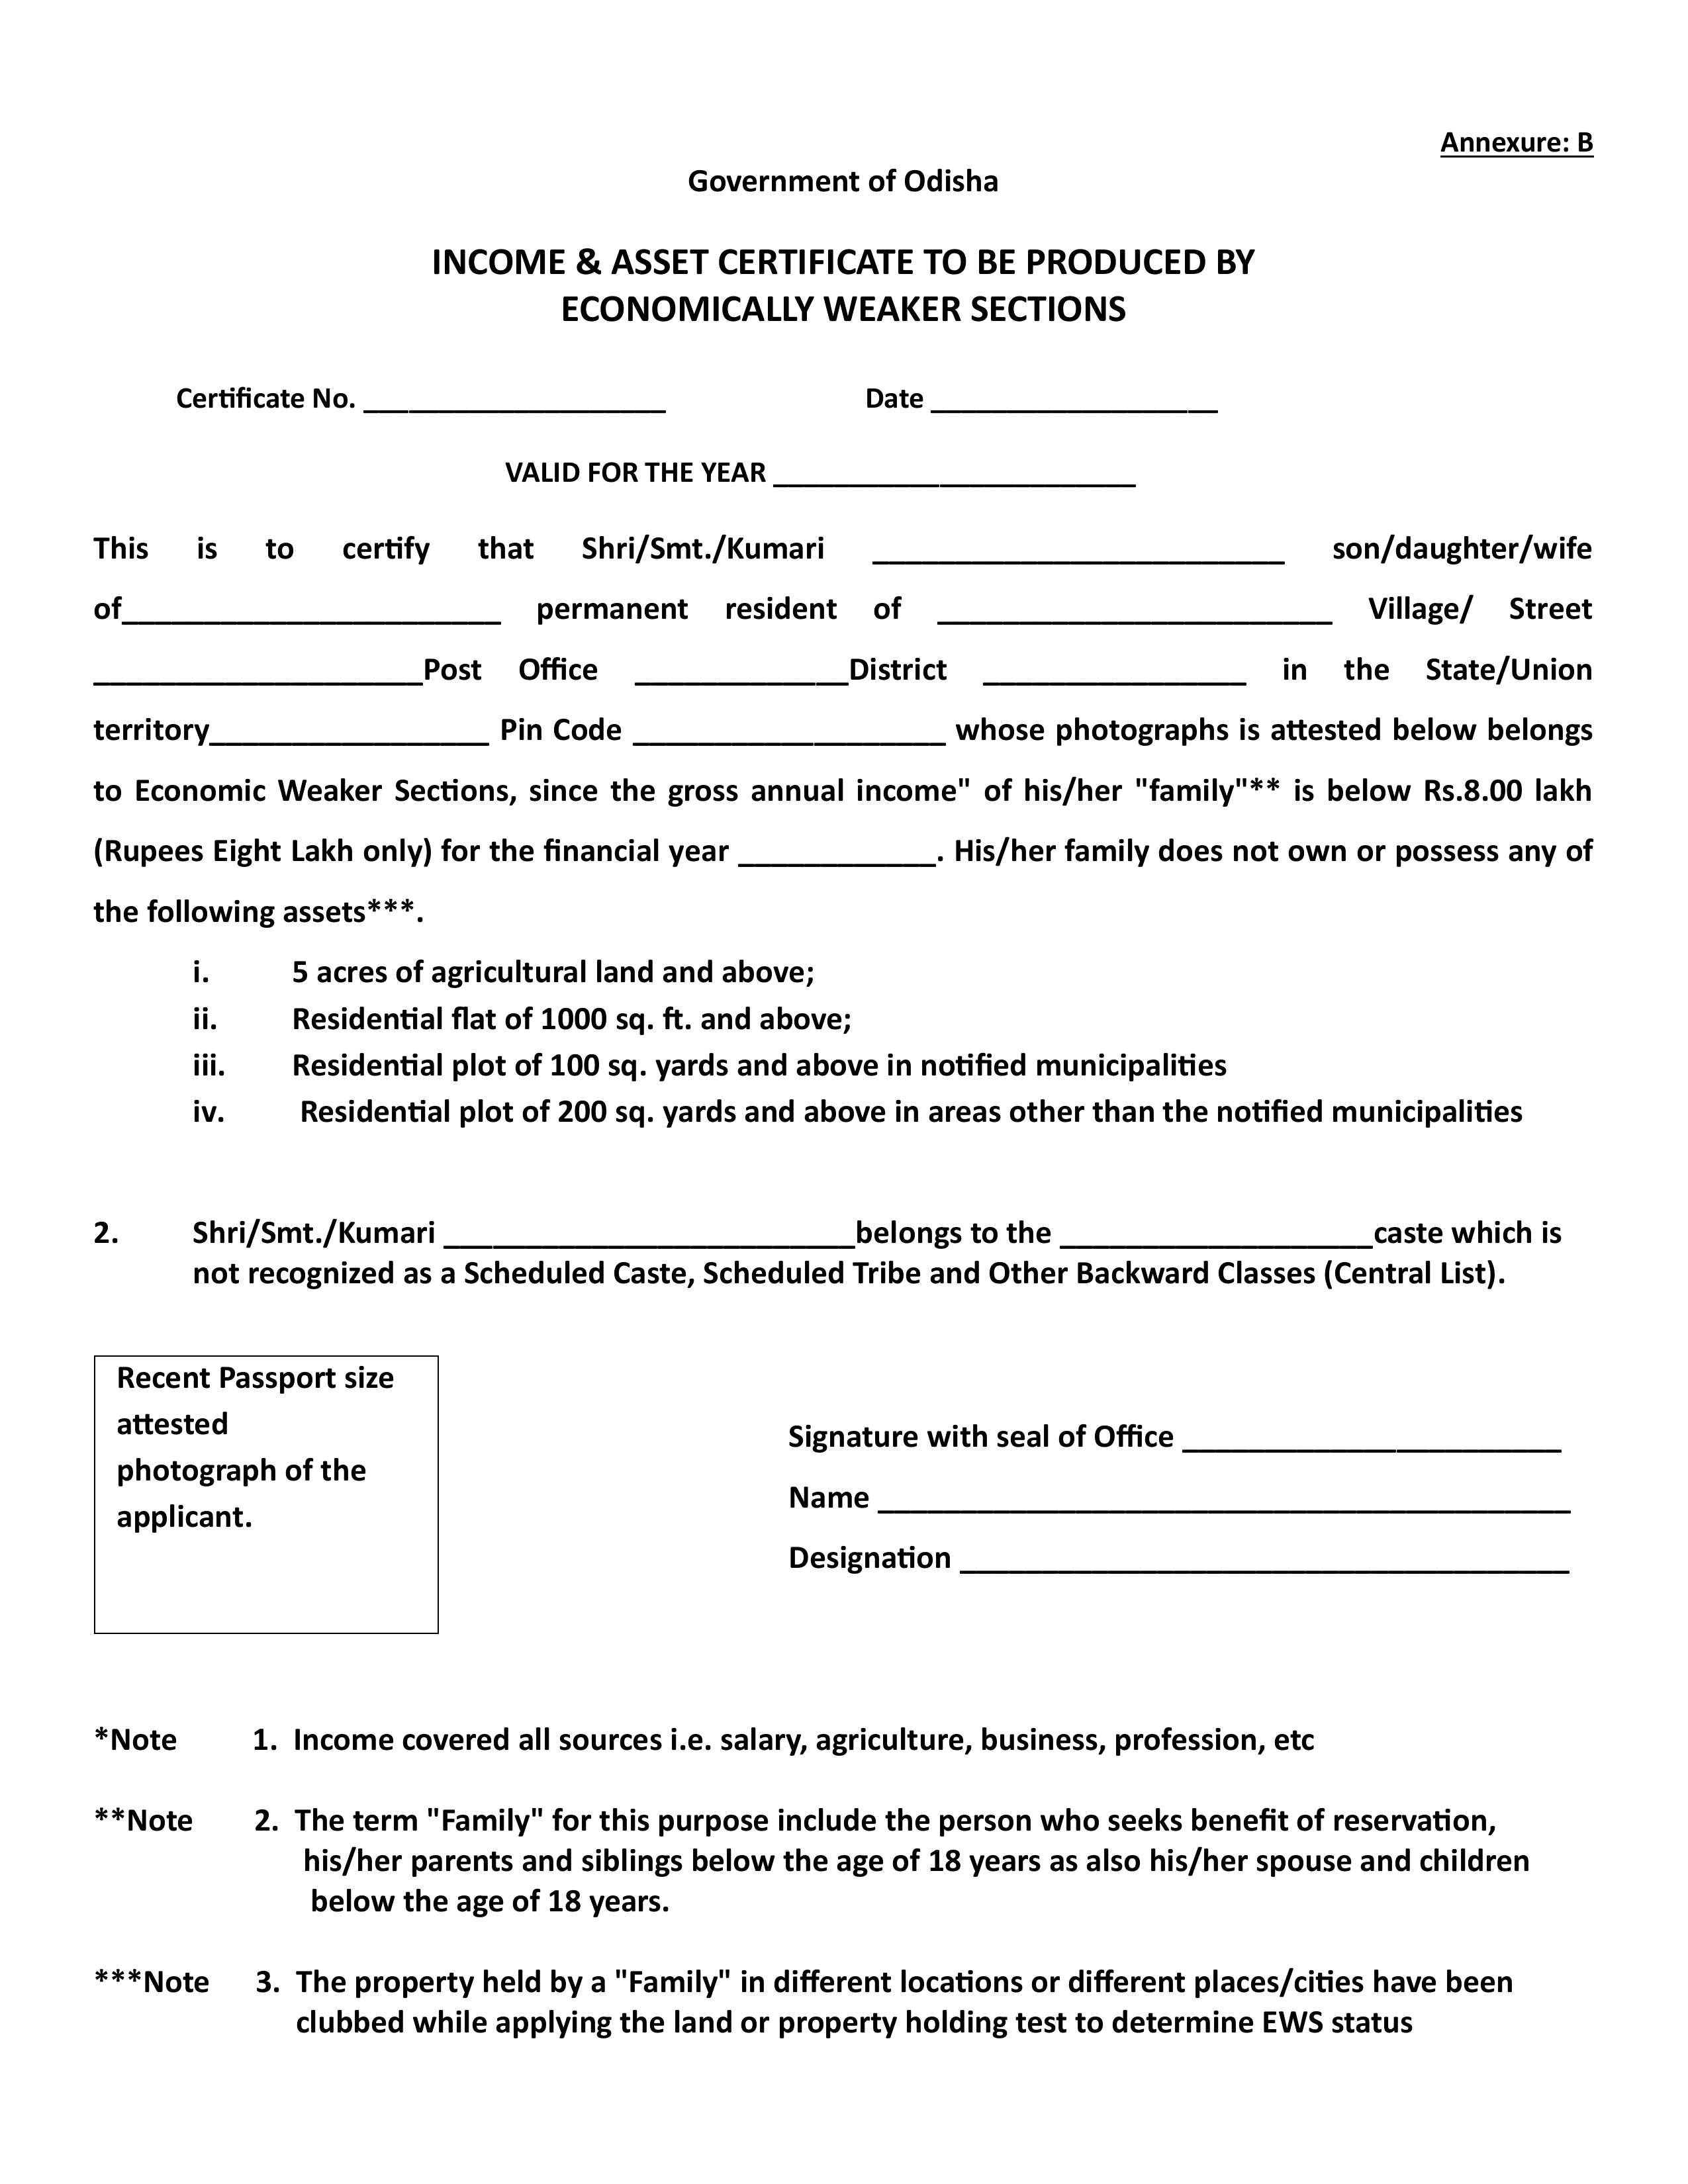 Annexure: B
Government of Odisha
INCOME & ASSET CERTIFICATE TO BE PRODUCED BY
ECONOMICALLY WEAKER SECTIONS
Certificate No. ____________________ Date ___________________
VALID FOR THE YEAR ________________________
This is to certify that Shri/Smt./Kumari _________________________ son/daughter/wife
of_______________________ permanent resident of ________________________ Village/ Street
____________________Post Office _____________District ________________ in the State/Union
territory_________________ Pin Code ___________________ whose photographs is attested below belongs
to Economic Weaker Sections, since the gross annual income" of his/her "family"** is below Rs.8.00 lakh
(Rupees Eight Lakh only) for the financial year ____________. His/her family does not own or possess any of
the following assets***.
i. 5 acres of agricultural land and above;
ii. Residential flat of 1000 sq. ft. and above;
iii. Residential plot of 100 sq. yards and above in notified municipalities
iv. Residential plot of 200 sq. yards and above in areas other than the notified municipalities
2. Shri/Smt./Kumari _________________________belongs to the ___________________caste which is
not recognized as a Scheduled Caste, Scheduled Tribe and Other Backward Classes (Central List).
Recent Passport size
attested
photograph of the
applicant.
Signature with seal of Office _______________________
Name __________________________________________
Designation _____________________________________
*Note 1. Income covered all sources i.e. salary, agriculture, business, profession, etc
**Note 2. The term "Family" for this purpose include the person who seeks benefit of reservation,
his/her parents and siblings below the age of 18 years as also his/her spouse and children
below the age of 18 years.
***Note 3. The property held by a "Family" in different locations or different places/cities have been
clubbed while applying the land or property holding test to determine EWS status